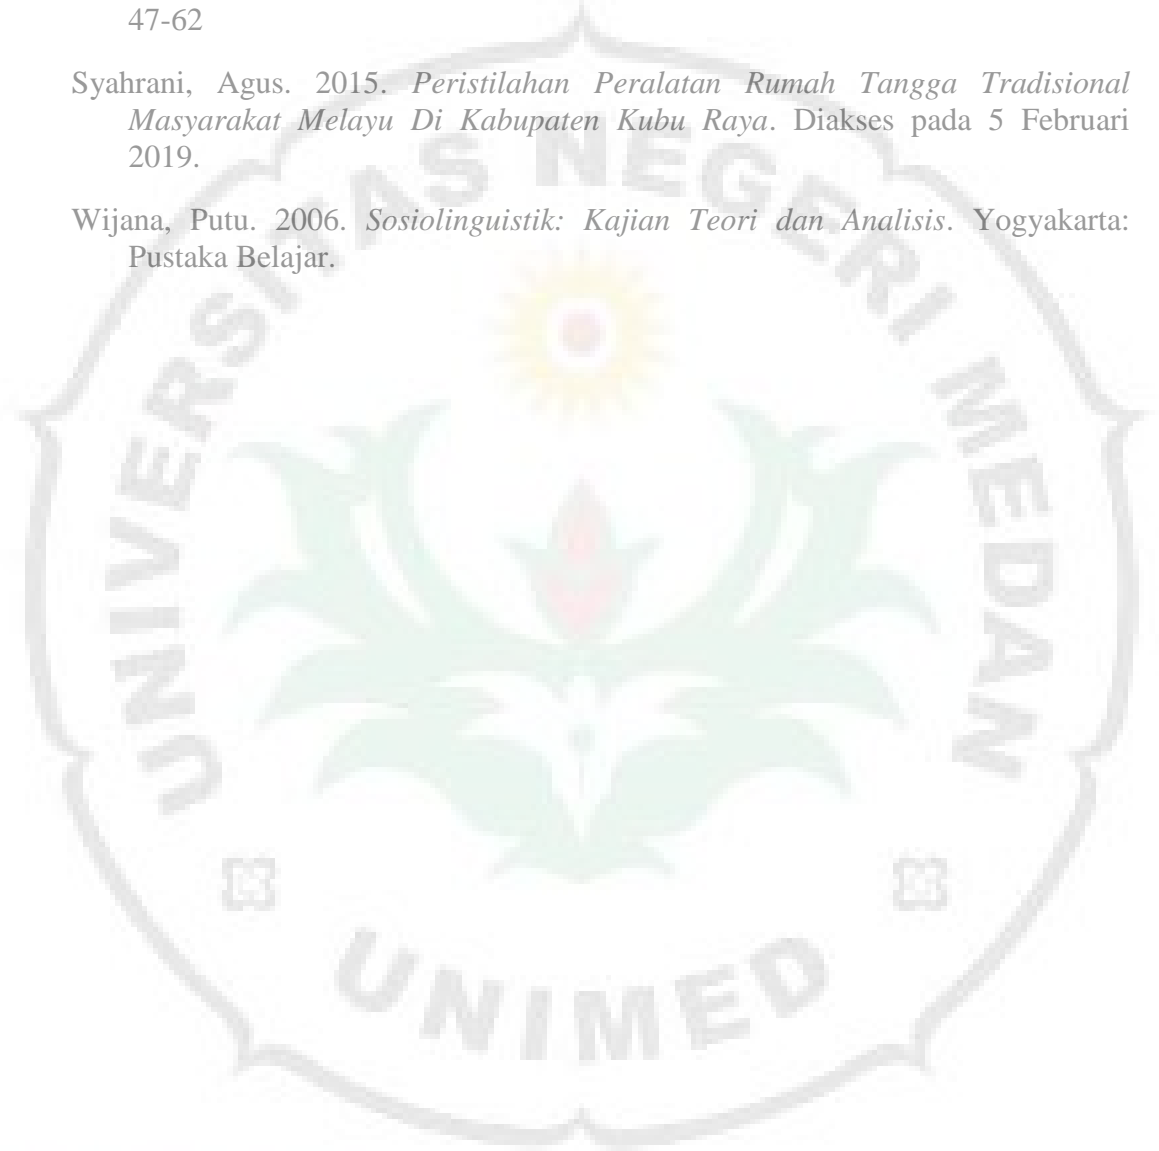 47-62
Syahrani, Agus. 2015. Peristilahan Peralatan Rumah Tangga Tradisional
Masyarakat Melayu Di Kabupaten Kubu Raya. Diakses pada 5 Februari
2019.
Wijana, Putu. 2006. Sosiolinguistik: Kajian Teori dan Analisis. Yogyakarta:
Pustaka Belajar.
UNIVERSITAS NEGERI MEDAN
UNIMED